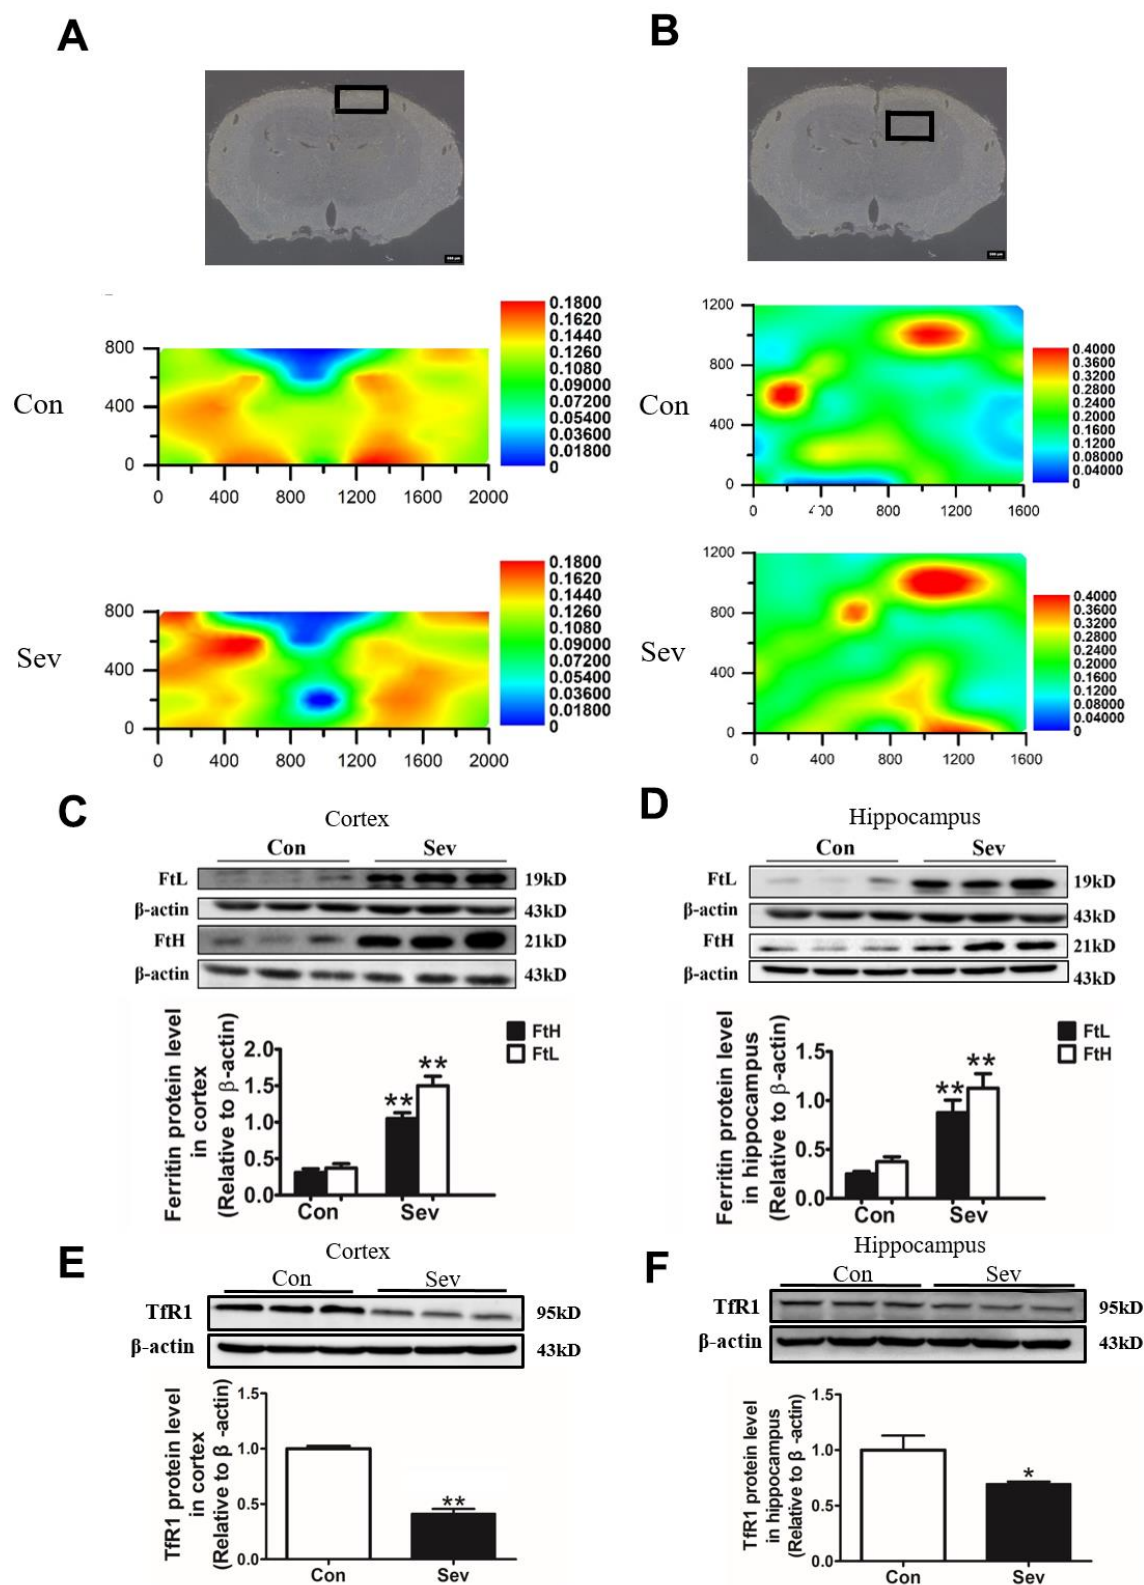 A
B
Con
800
400
0
0
400
800
1200
1600
2000
0.1800
0.1620
0.1440
0.1260
0.1080
0.09000
0.07200
0.05400
0.03600
0.01800
0
Con
1200
800
400
0
0
800
1200
1600
0.4000
0.3600
0.3200
0.2800
0.2400
0.2000
0.1600
0.1200
0.08000
0.04000
0
Sev
800
400
0
0
400
800
1200
1600
2000
0.1800
0.1620
0.1440
0.1260
0.1080
0.09000
0.07200
0.05400
0.03600
0.01800
0
Sev
1200
800
400
0
0
400
800
1200
1600
0.4000
0.3600
0.3200
0.2800
0.2400
0.2000
0.1600
0.1200
0.08000
0.04000
0
C
Cortex
Con Sev
FtL 19kD
β-actin 43kD
FtH 21kD
β-actin 43kD
Ferritin protein level
in cortex
(Relative to β-actin)
2.0
1.5
1.0
0.5
0.0
** **
Con Sev
FtH
FtL
D
Hippocampus
Con Sev
FtL 19kD
β-actin 43kD
FtH 21kD
β-actin 43kD
Ferritin protein level
in hippocampus
(Relative to β-actin)
1.5
1.0
0.5
0.0
** **
Con Sev
FtL
FtH
E
Cortex
Con Sev
TfR1 95kD
β-actin 43kD
TfR1 protein level
in cortex
(Relative to β -actin)
1.5
1.0
0.5
0.0
**
Con Sev
F
Hippocampus
Con Sev
TfR1 95kD
β-actin 43kD
TfR1 protein level
in hippocampus
(Relative to β -actin)
1.5
1.0
0.5
0.0
*
Con Sev